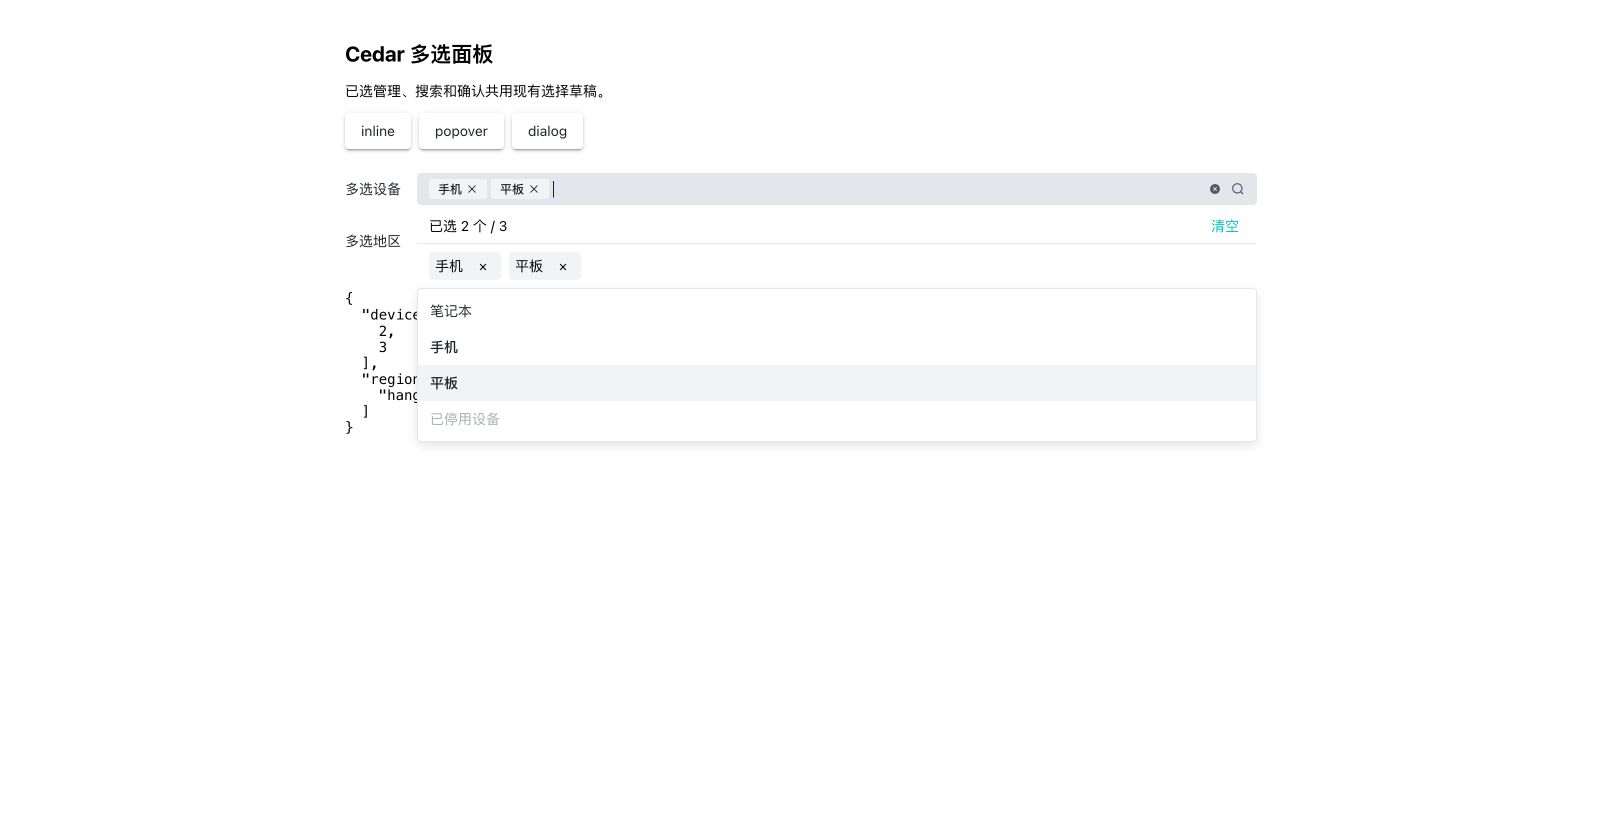 Cedar 多选面板
已选管理、搜索和确认共用现有选择草稿。
inline popover dialog
多选设备 手机 × 平板 ×
已选 2 个 / 3 清空
多选地区
手机 × 平板 ×
{
"device
2,
3
],
"region
"hang
]
}
笔记本
手机
平板
已停用设备